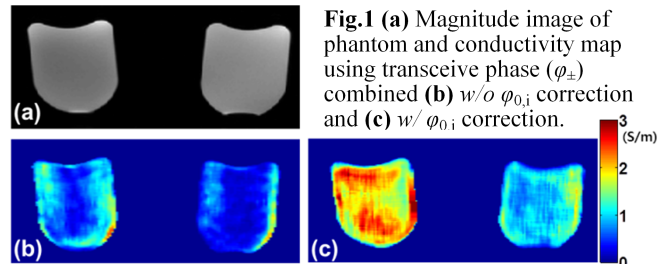 Fig.1 (a) Magnitude image of
phantom and conductivity map
using transceive phase (φ±)
combined (b) w/o φ0,i correction
and (c) w/ φ0,i correction.
(a)
(b)
(c)
3
(S/m)
2
1
0